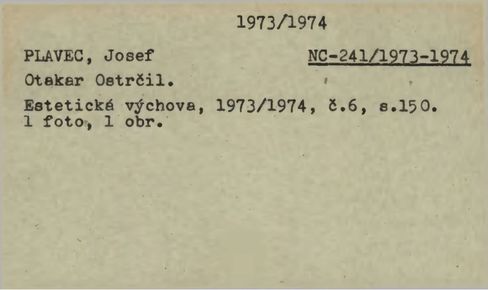 1973/1974
PLAVEC, Josef NC-241/1973-1974
Otakar Ostrčil.
Estetická výchova, 1973/1974, č.6, s.150.
1 foto, 1 obr.